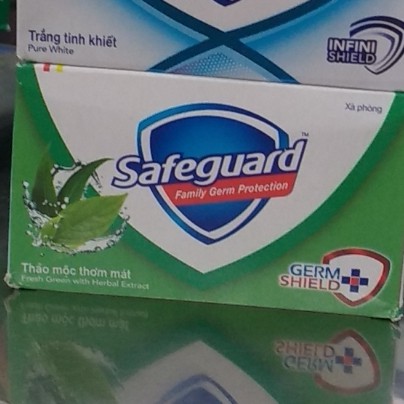 Trắng tinh khiết
Pure White
INFINI
SHIELD
Xà phòng
Safeguard™
Family Germ Protection
Thảo mộc thơm mát
Fresh Green with Herbal Extract
GERM
SHIELD